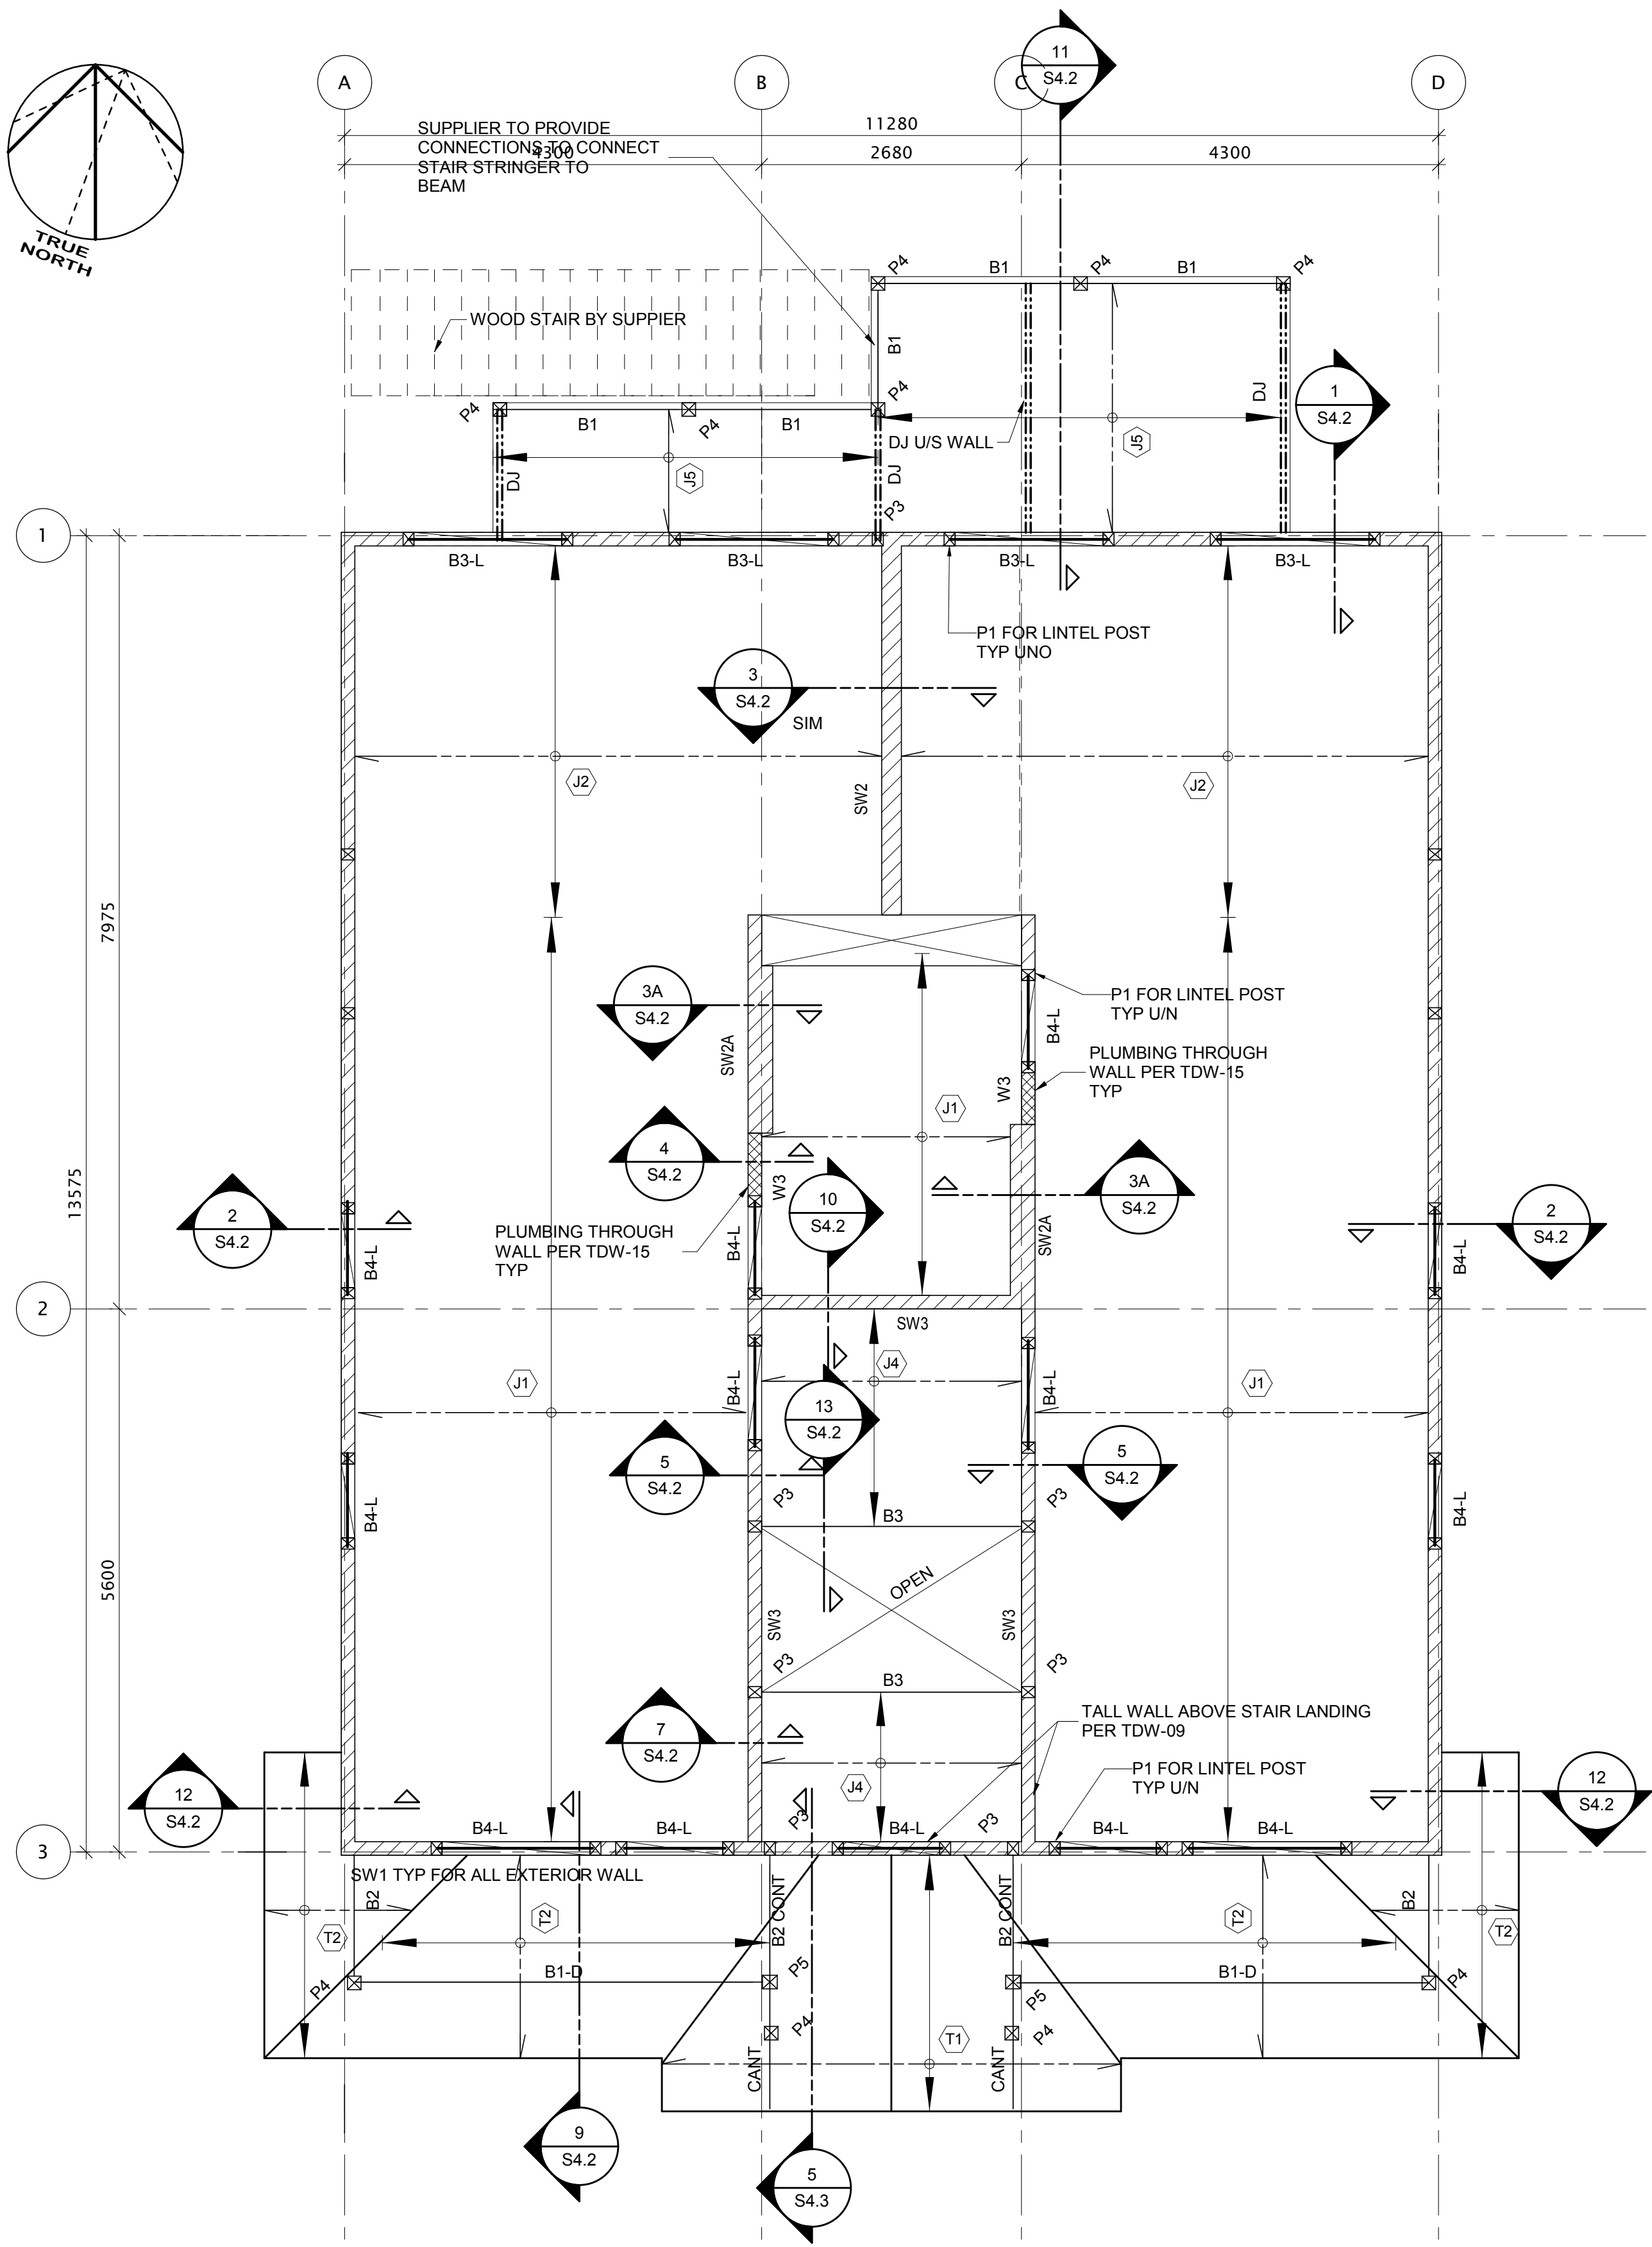 11
S4.2
A
B
C
D
11280
4300
2680
4300
SUPPLIER TO PROVIDE
CONNECTIONS TO CONNECT
STAIR STRINGER TO
BEAM
TRUE
NORTH
P4
B1
P4
B1
P4
WOOD STAIR BY SUPPIER
B1
P4
P4
B1
P4
B1
DJ
1
S4.2
DJ U/S WALL
J5
J5
DJ
DJ
P3
1
B3-L
B3-L
B3-L
B3-L
P1 FOR LINTEL POST
TYP UNO
3
S4.2
SIM
J2
J2
SW2
7975
3A
S4.2
P1 FOR LINTEL POST
TYP U/N
B4-L
SW2A
PLUMBING THROUGH
WALL PER TDW-15
TYP
W3
J1
4
S4.2
W3
10
S4.2
3A
S4.2
13575
2
S4.2
2
S4.2
PLUMBING THROUGH
WALL PER TDW-15
TYP
B4-L
B4-L
SW2A
B4-L
2
SW3
J4
J1
B4-L
B4-L
J1
13
S4.2
5
S4.2
5
S4.2
P3
P3
B4-L
B3
B4-L
5600
OPEN
SW3
SW3
P3
P3
B3
TALL WALL ABOVE STAIR LANDING
PER TDW-09
7
S4.2
P1 FOR LINTEL POST
TYP U/N
J4
12
S4.2
12
S4.2
P3
P3
B4-L
B4-L
B4-L
B4-L
B4-L
3
SW1 TYP FOR ALL EXTERIOR WALL
B2
B2 CONT
B2 CONT
B2
T2
T2
T2
T2
B1-D
B1-D
P4
P5
P5
P4
P4
P4
T1
CANT
CANT
9
S4.2
5
S4.3